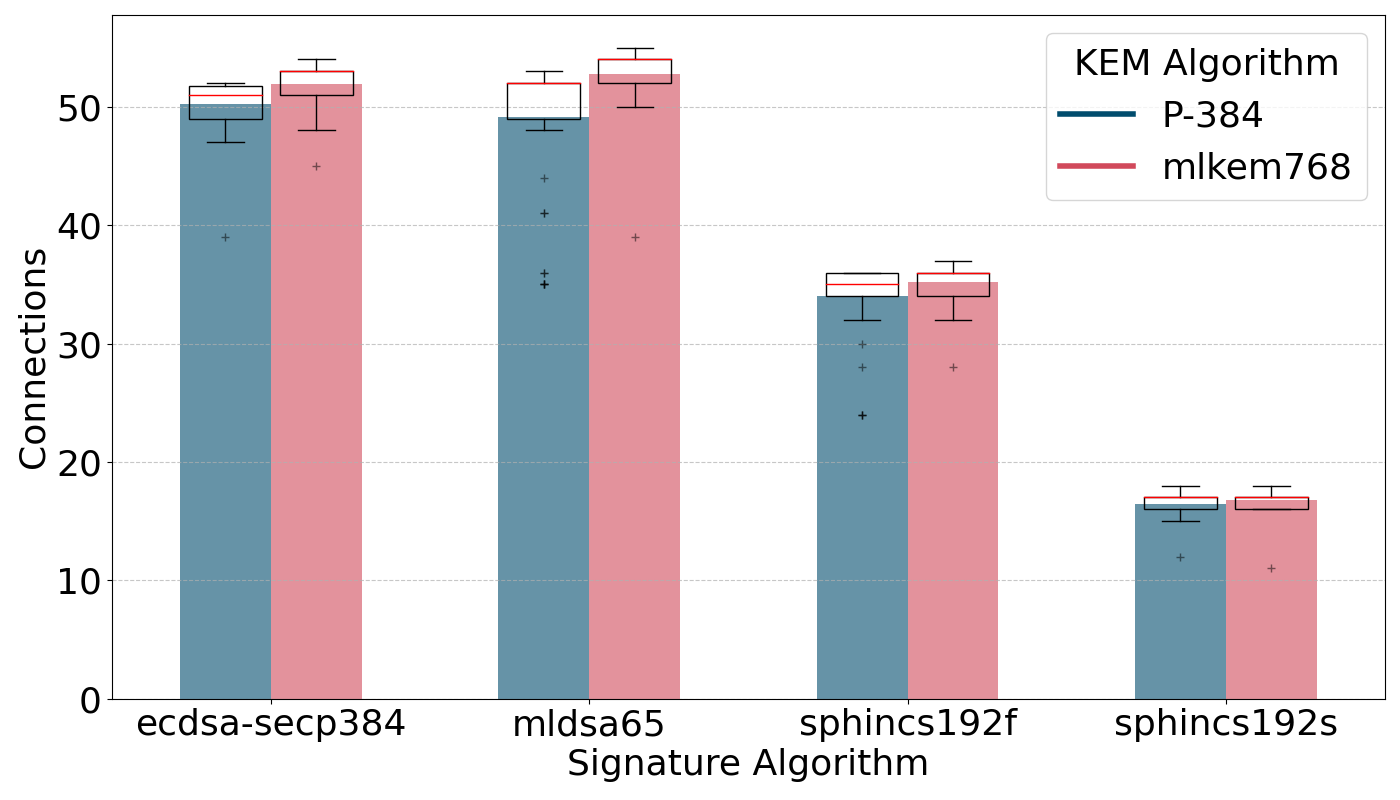 KEM Algorithm
P-384
mlkem768
Connections
50
40
30
20
10
0
ecdsa-secp384 mldsa65 sphincs192f sphincs192s
Signature Algorithm